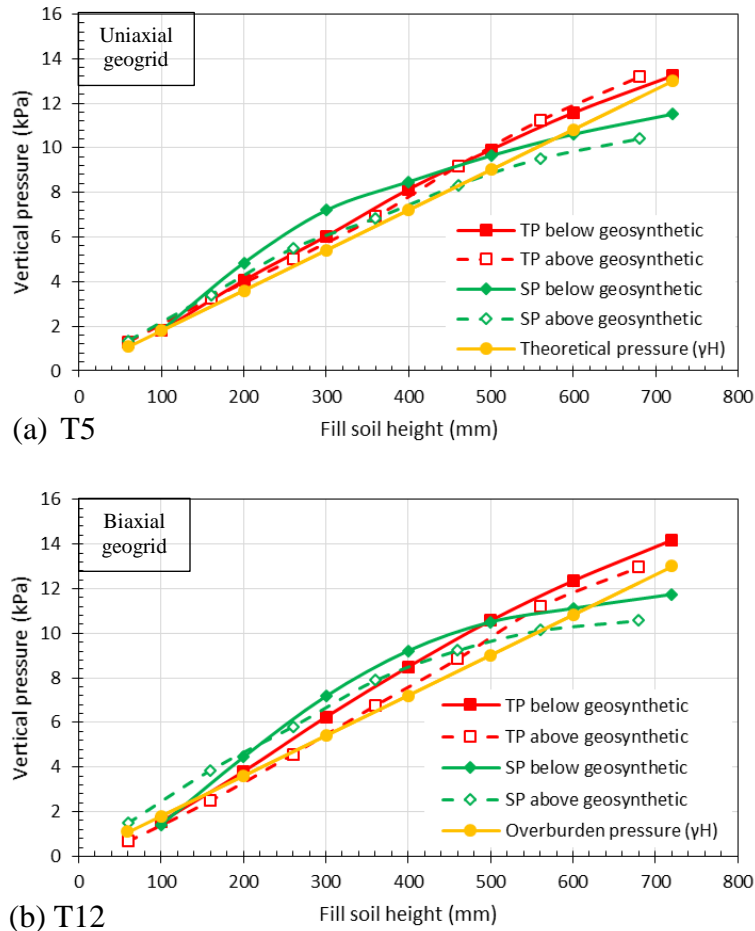 Uniaxial
geogrid
16
14
12
10
8
6
4
2
0
Vertical pressure (kPa)
TP below geosynthetic
TP above geosynthetic
SP below geosynthetic
SP above geosynthetic
Theoretical pressure (γH)
0 100 200 300 400 500 600 700 800
Fill soil height (mm)
(a) T5
Biaxial
geogrid
16
14
12
10
8
6
4
2
0
Vertical pressure (kPa)
TP below geosynthetic
TP above geosynthetic
SP below geosynthetic
SP above geosynthetic
Overburden pressure (γH)
0 100 200 300 400 500 600 700 800
Fill soil height (mm)
(b) T12